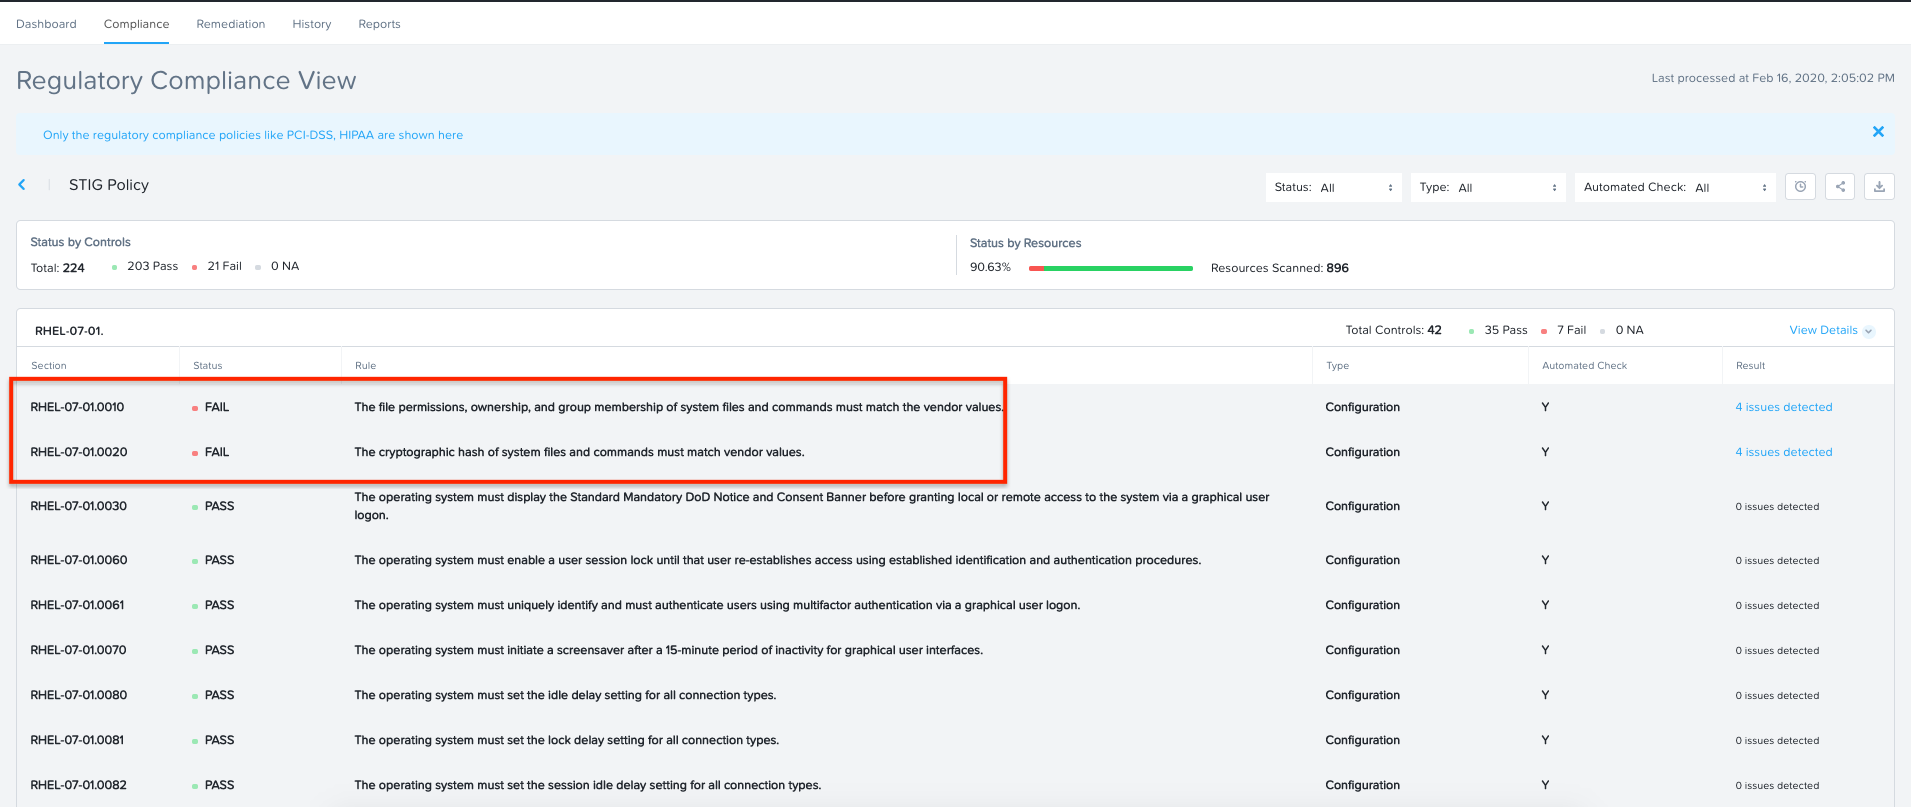 Dashboard Compliance Remediation History Reports
Regulatory Compliance View
Last processed at Feb 16, 2020, 2:05:02 PM
Only the regulatory compliance policies like PCI-DSS, HIPAA are shown here
STIG Policy
Status: All Type: All Automated Check: All
Status by Controls
Total: 224 203 Pass 21 Fail 0 NA
Status by Resources
90.63% Resources Scanned: 896
RHEL-07-01. Total Controls: 42 35 Pass 7 Fail 0 NA View Details
Section Status Rule Type Automated Check Result
RHEL-07-01.0010 FAIL The file permissions, ownership, and group membership of system files and commands must match the vendor values. Configuration Y 4 issues detected
RHEL-07-01.0020 FAIL The cryptographic hash of system files and commands must match vendor values. Configuration Y 4 issues detected
RHEL-07-01.0030 PASS The operating system must display the Standard Mandatory DoD Notice and Consent Banner before granting local or remote access to the system via a graphical user
logon. Configuration Y 0 issues detected
RHEL-07-01.0060 PASS The operating system must enable a user session lock until that user re-establishes access using established identification and authentication procedures. Configuration Y 0 issues detected
RHEL-07-01.0061 PASS The operating system must uniquely identify and must authenticate users using multifactor authentication via a graphical user logon. Configuration Y 0 issues detected
RHEL-07-01.0070 PASS The operating system must initiate a screensaver after a 15-minute period of inactivity for graphical user interfaces. Configuration Y 0 issues detected
RHEL-07-01.0080 PASS The operating system must set the idle delay setting for all connection types. Configuration Y 0 issues detected
RHEL-07-01.0081 PASS The operating system must set the lock delay setting for all connection types. Configuration Y 0 issues detected
RHEL-07-01.0082 PASS The operating system must set the session idle delay setting for all connection types. Configuration Y 0 issues detected